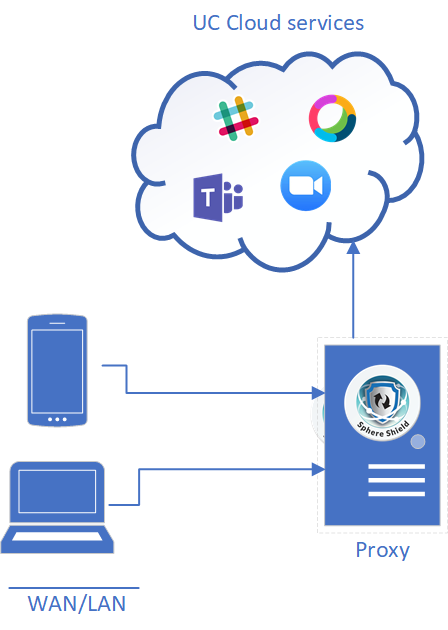 UC Cloud services
T
Sphere Shield
Proxy
WAN/LAN